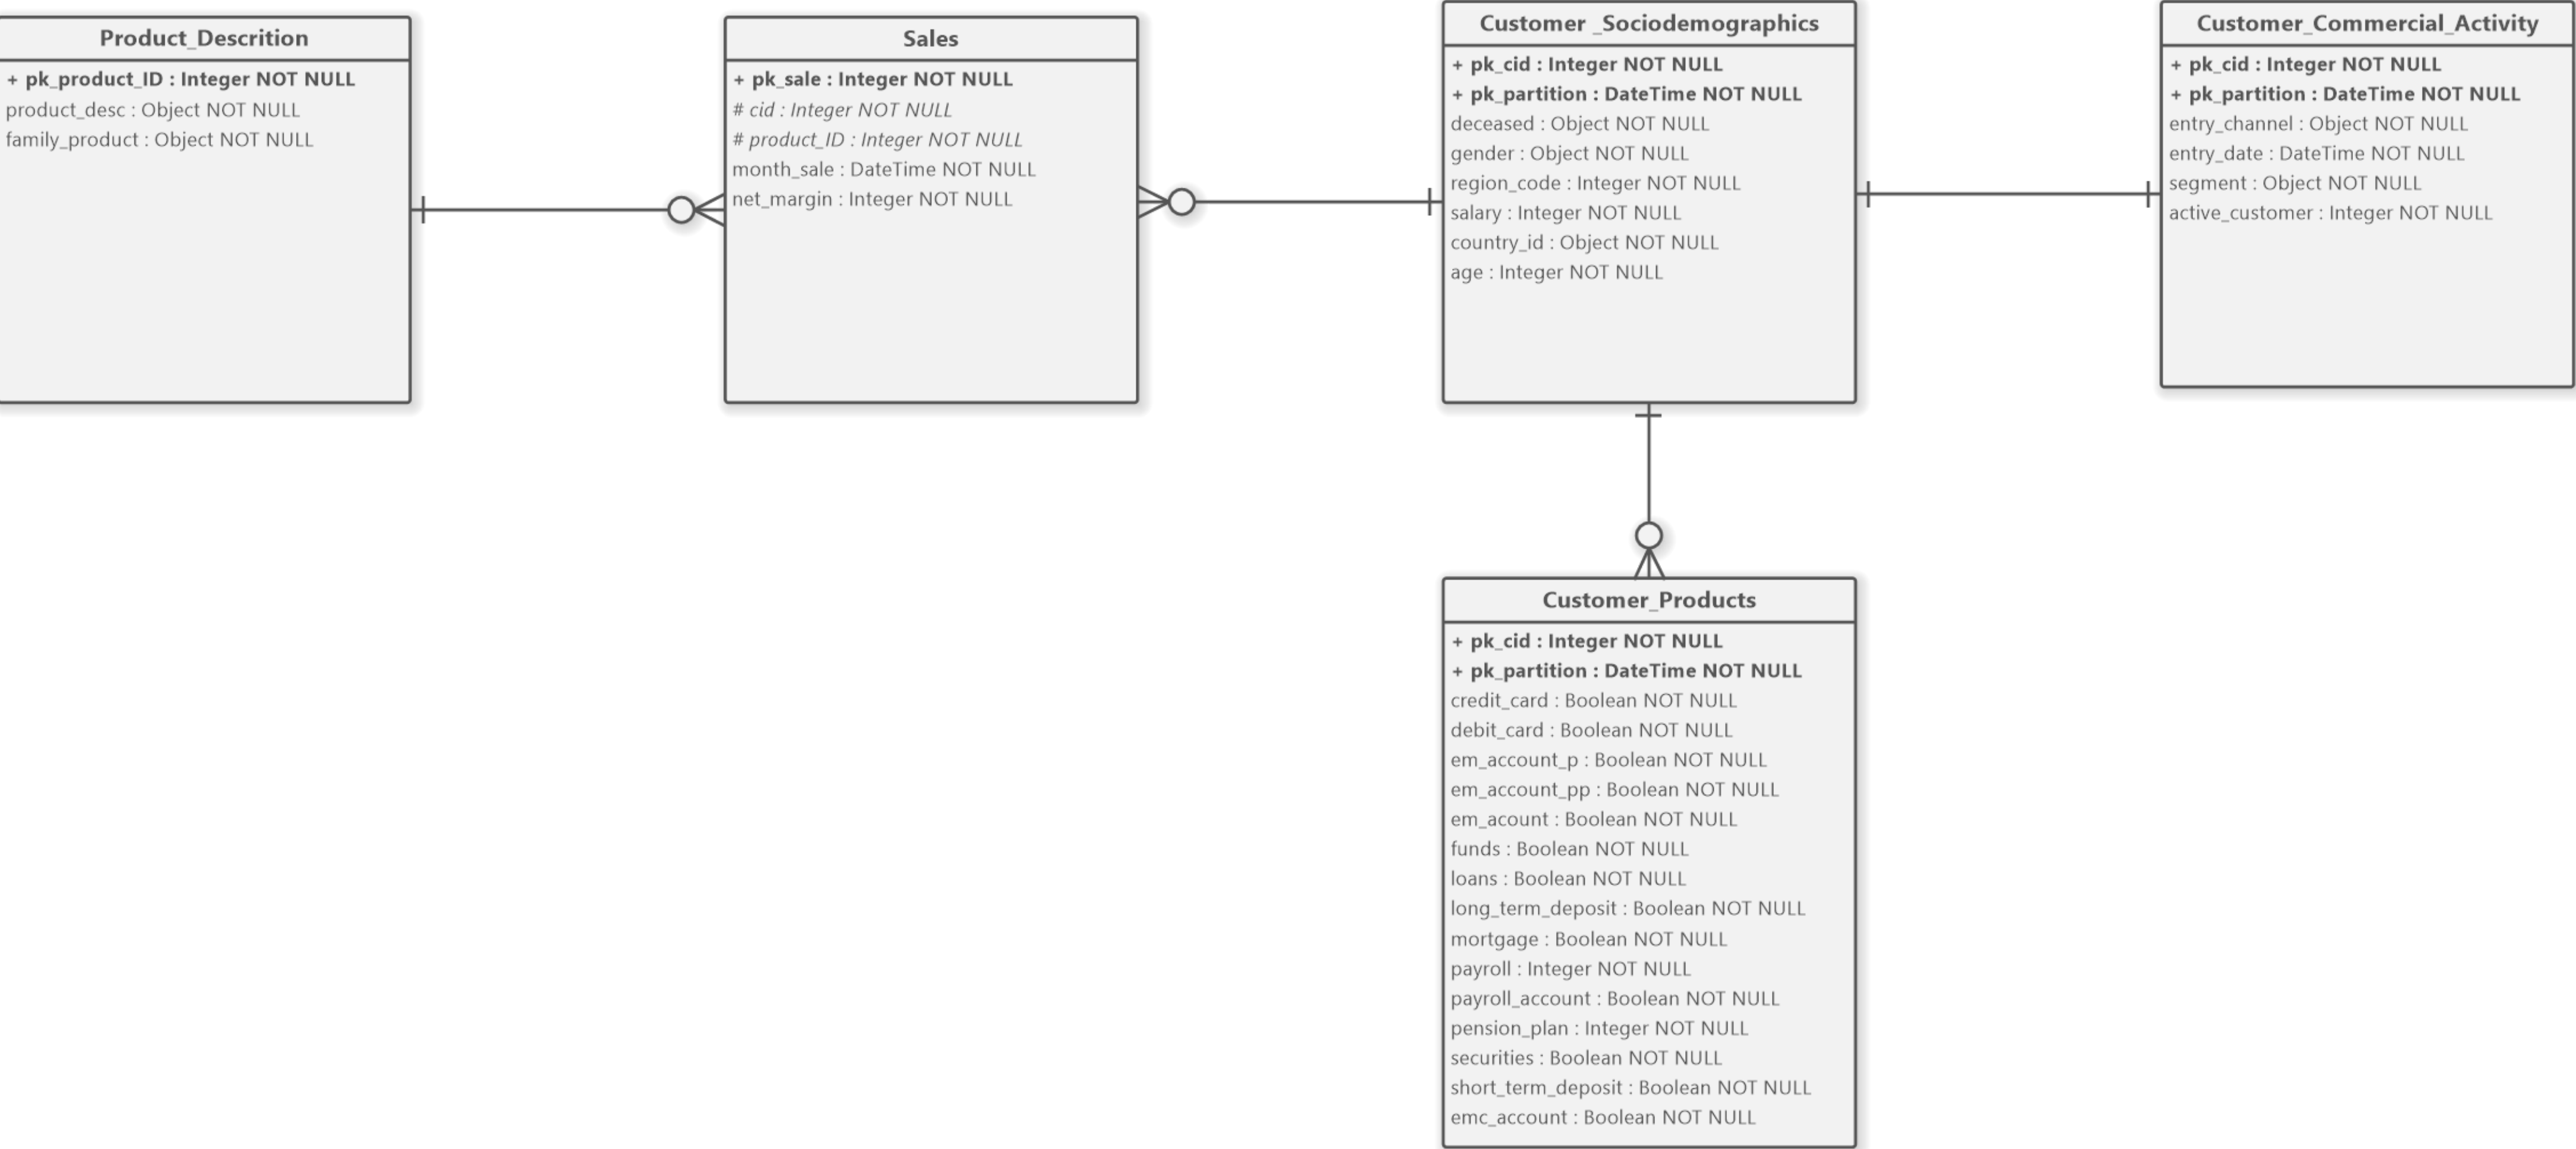 Product_Descrition
+ pk_product_ID : Integer NOT NULL
product_desc : Object NOT NULL
family_product : Object NOT NULL
Sales
+ pk_sale : Integer NOT NULL
# cid : Integer NOT NULL
# product_ID : Integer NOT NULL
month_sale : DateTime NOT NULL
net_margin : Integer NOT NULL
Customer _Sociodemographics
+ pk_cid : Integer NOT NULL
+ pk_partition : DateTime NOT NULL
deceased : Object NOT NULL
gender : Object NOT NULL
region_code : Integer NOT NULL
salary : Integer NOT NULL
country_id : Object NOT NULL
age : Integer NOT NULL
Customer_Commercial_Activity
+ pk_cid : Integer NOT NULL
+ pk_partition : DateTime NOT NULL
entry_channel : Object NOT NULL
entry_date : DateTime NOT NULL
segment : Object NOT NULL
active_customer : Integer NOT NULL
Customer_Products
+ pk_cid : Integer NOT NULL
+ pk_partition : DateTime NOT NULL
credit_card : Boolean NOT NULL
debit_card : Boolean NOT NULL
em_account_p : Boolean NOT NULL
em_account_pp : Boolean NOT NULL
em_acount : Boolean NOT NULL
funds : Boolean NOT NULL
loans : Boolean NOT NULL
long_term_deposit : Boolean NOT NULL
mortgage : Boolean NOT NULL
payroll : Integer NOT NULL
payroll_account : Boolean NOT NULL
pension_plan : Integer NOT NULL
securities : Boolean NOT NULL
short_term_deposit : Boolean NOT NULL
emc_account : Boolean NOT NULL